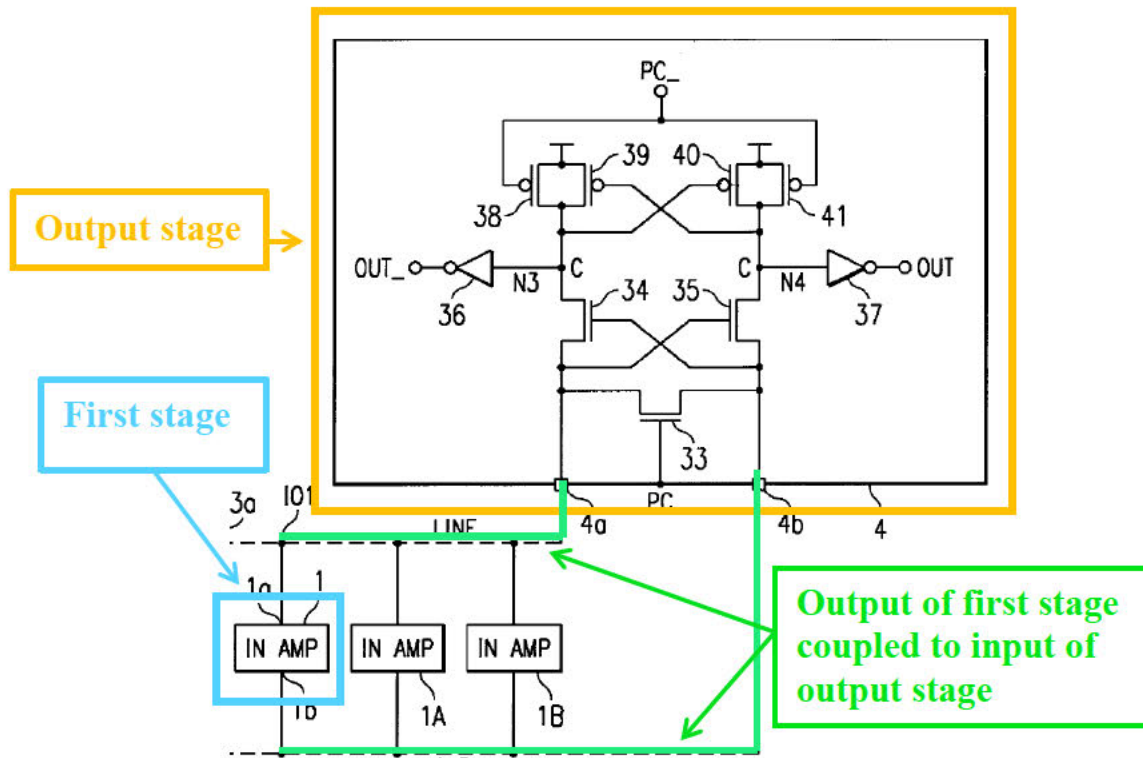 PC_
39
40
38
41
Output stage
OUT_
N3
C
C
N4
OUT
36
34
35
37
First stage
33
3a
101
LINE
4a
PC
4b
4
1a
1
IN AMP
IN AMP
IN AMP
1b
1A
1B
Output of first stage
coupled to input of
output stage